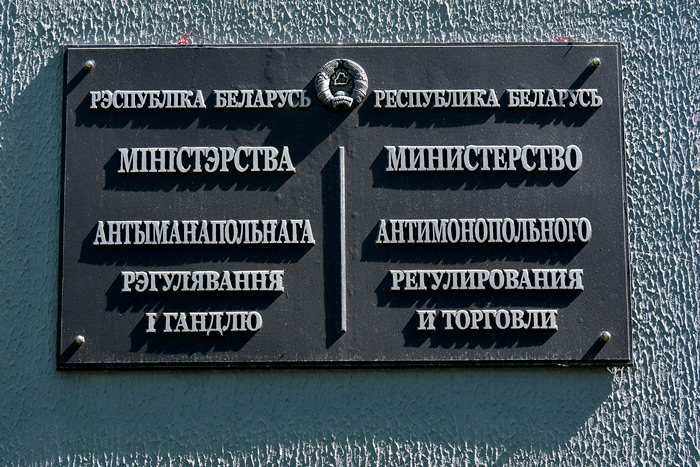 РЭСПУБЛІКА БЕЛАРУСЬ
МІНІСТЭРСТВА
АНТЫМАНАПОЛЬНАГА
РЭГУЛЯВАННЯ
І ГАНДЛЮ
РЕСПУБЛИКА БЕЛАРУСЬ
МИНИСТЕРСТВО
АНТИМОНОПОЛЬНОГО
РЕГУЛИРОВАНИЯ
И ТОРГОВЛИ